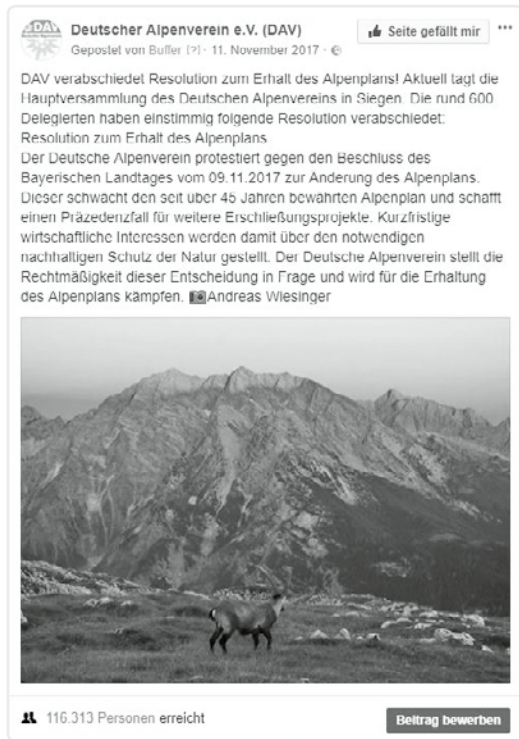 DAV
Deutscher Alpenverein e.V. (DAV)
Seite gefällt mir
Gepostet von Buffer [?] · 11. November 2017 ·
DAV verabschiedet Resolution zum Erhalt des Alpenplans! Aktuell tagt die
Hauptversammlung des Deutschen Alpenvereins in Siegen. Die rund 600
Delegierten haben einstimmig folgende Resolution verabschiedet:
Resolution zum Erhalt des Alpenplans
Der Deutsche Alpenverein protestiert gegen den Beschluss des
Bayerischen Landtages vom 09.11.2017 zur Änderung des Alpenplans.
Dieser schwächt den seit über 45 Jahren bewährten Alpenplan und schafft
einen Präzedenzfall für weitere Erschließungsprojekte. Kurzfristige
wirtschaftliche Interessen werden damit über den notwendigen
nachhaltigen Schutz der Natur gestellt. Der Deutsche Alpenverein stellt die
Rechtmäßigkeit dieser Entscheidung in Frage und wird für die Erhaltung
des Alpenplans kämpfen. 📷Andreas Wiesinger
116.313 Personen erreicht
Beitrag bewerben